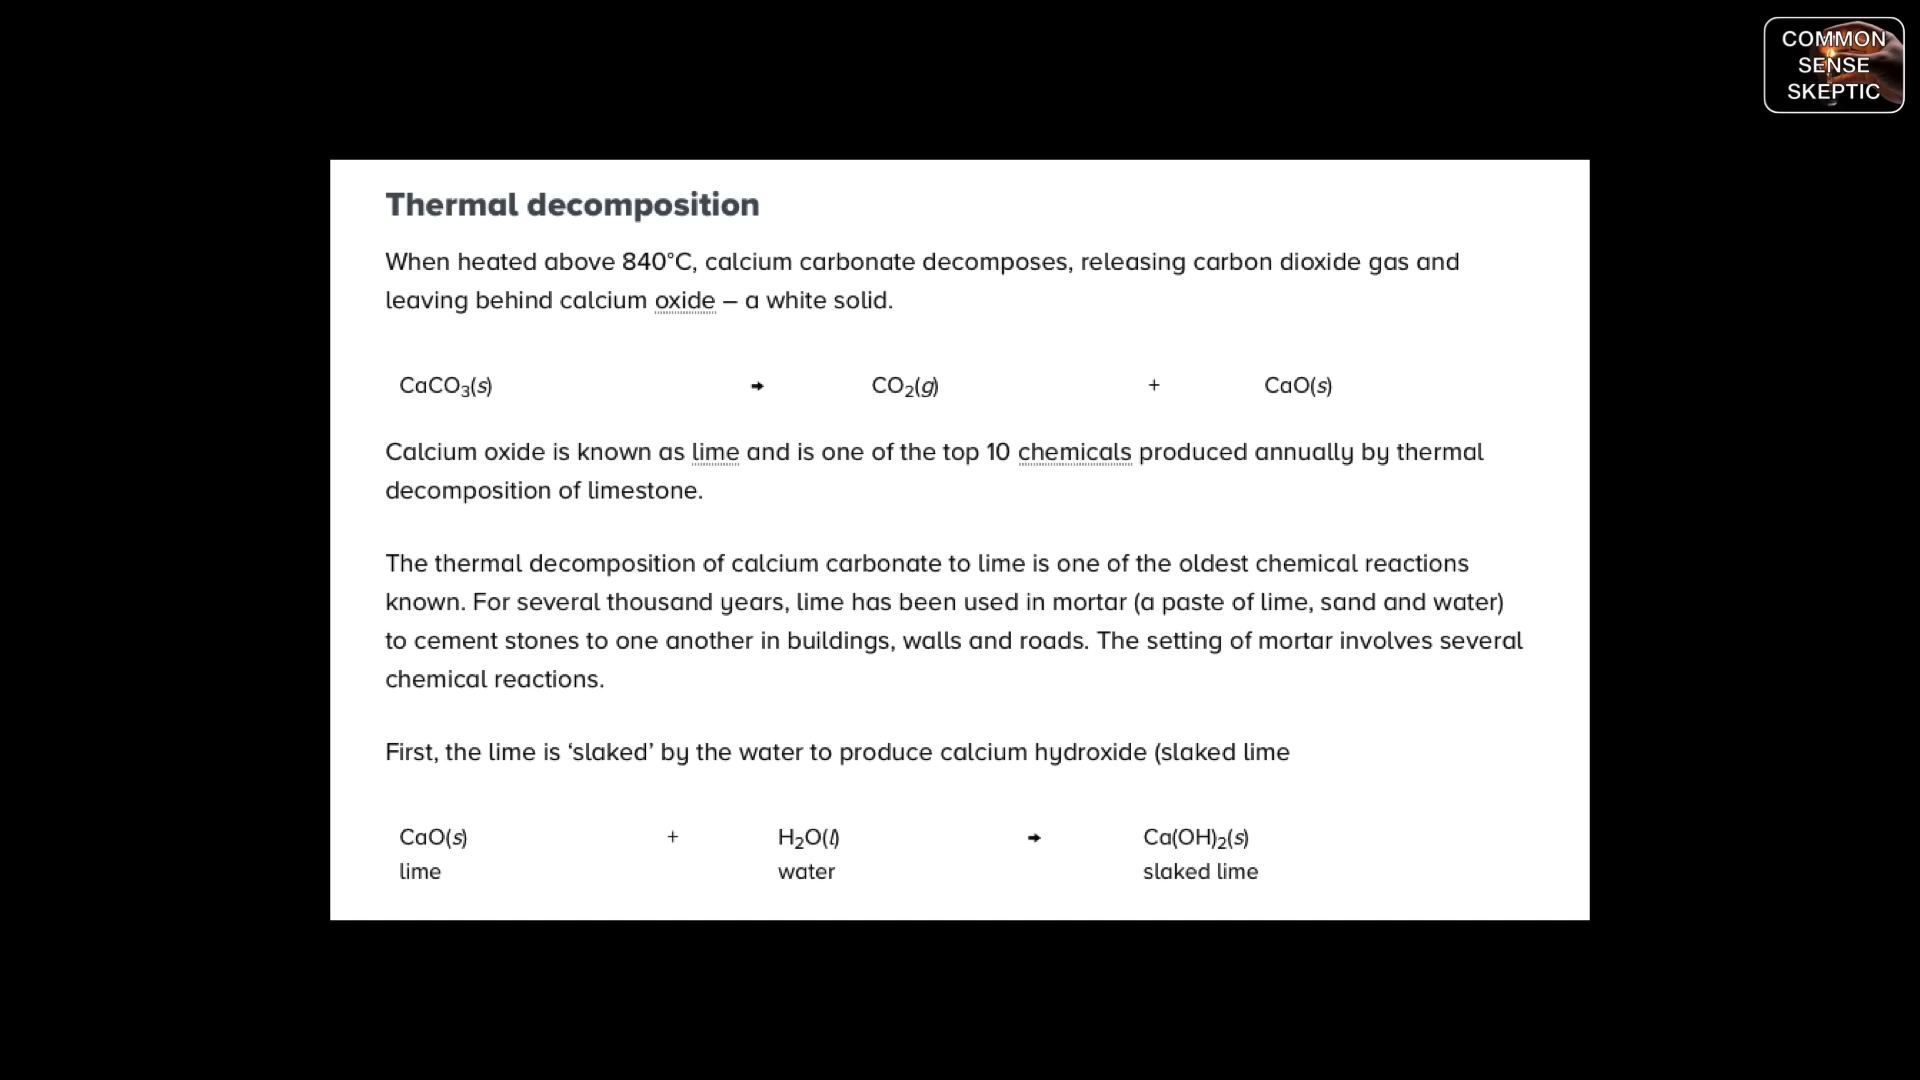 COMMON
SENSE
SKEPTIC
Thermal decomposition
When heated above 840°C, calcium carbonate decomposes, releasing carbon dioxide gas and
leaving behind calcium oxide – a white solid.
CaCO₃(s) → CO₂(g) + CaO(s)
Calcium oxide is known as lime and is one of the top 10 chemicals produced annually by thermal
decomposition of limestone.
The thermal decomposition of calcium carbonate to lime is one of the oldest chemical reactions
known. For several thousand years, lime has been used in mortar (a paste of lime, sand and water)
to cement stones to one another in buildings, walls and roads. The setting of mortar involves several
chemical reactions.
First, the lime is ‘slaked’ by the water to produce calcium hydroxide (slaked lime
CaO(s) + H₂O(l) → Ca(OH)₂(s)
lime water slaked lime